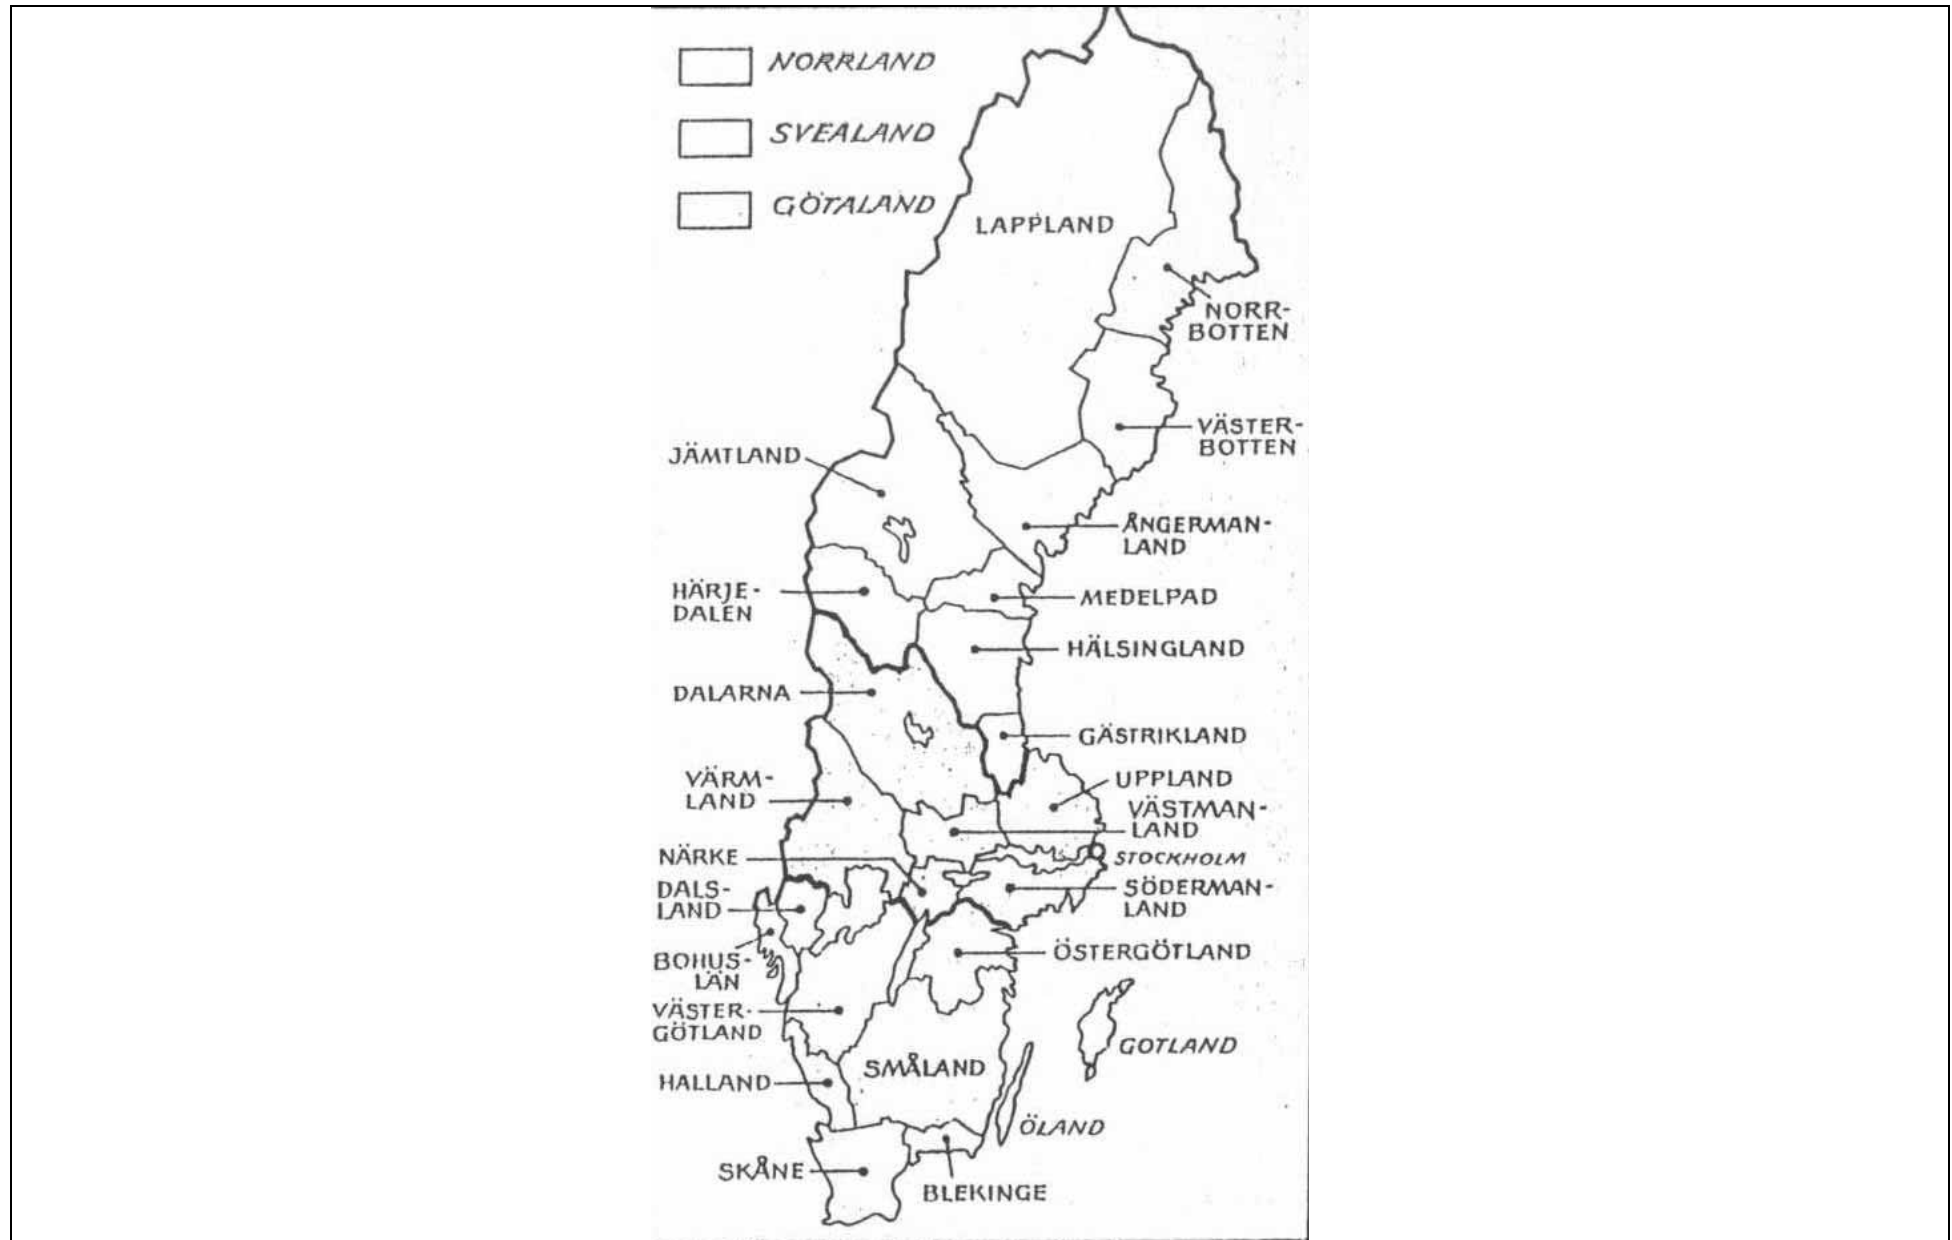 NORRLAND
SVEALAND
GÖTALAND
LAPPLAND
NORR-
BOTTEN
VÄSTER-
BOTTEN
JÄMTLAND
ÅNGERMAN-
LAND
HÄRJE-
DALEN
MEDELPAD
HÄLSINGLAND
DALARNA
GÄSTRIKLAND
VÄRM-
LAND
UPPLAND
VÄSTMAN-
LAND
NÄRKE
STOCKHOLM
DALS-
LAND
SÖDERMAN-
LAND
BOHUS-
LÄN
ÖSTERGÖTLAND
VÄSTER-
GÖTLAND
GOTLAND
SMÅLAND
HALLAND
ÖLAND
SKÅNE
BLEKINGE